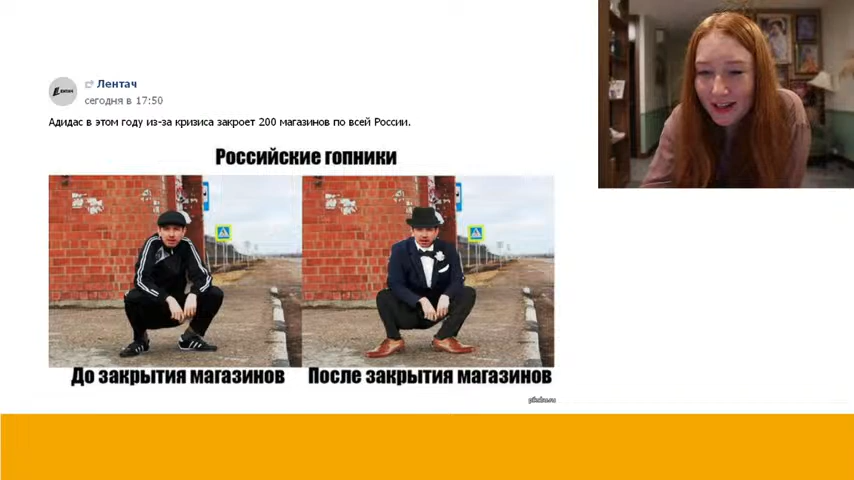 Лентач
сегодня в 17:50
Адидас в этом году из-за кризиса закроет 200 магазинов по всей России.
Российские гопники
До закрытия магазинов
После закрытия магазинов